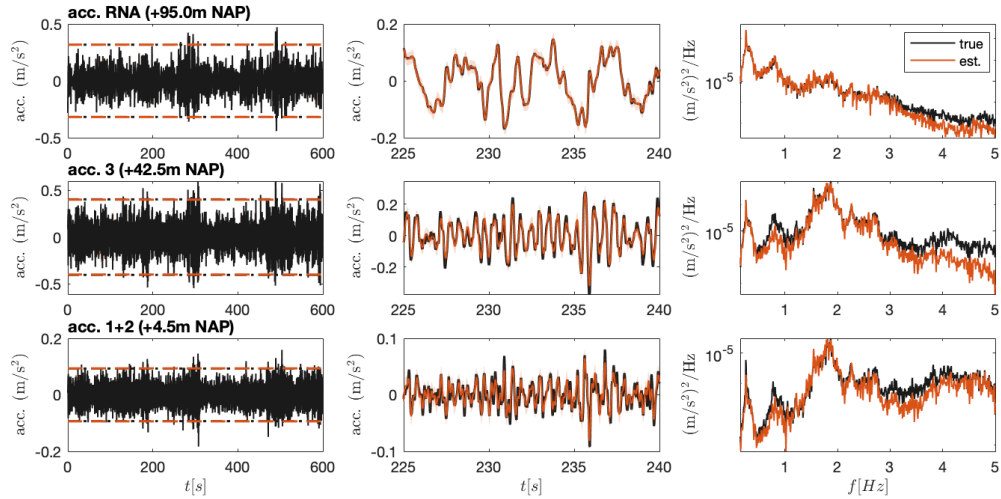 acc. RNA (+95.0m NAP)
acc. (m/s²)
0.5
0
-0.5
0 200 400 600
acc. (m/s²)
0.2
0
-0.2
225 230 235 240
(m/s²)²/Hz
10⁻⁵
true
est.
1 2 3 4 5
acc. 3 (+42.5m NAP)
acc. (m/s²)
0.5
0
-0.5
0 200 400 600
acc. (m/s²)
0.2
0
-0.2
225 230 235 240
(m/s²)²/Hz
10⁻⁵
1 2 3 4 5
acc. 1+2 (+4.5m NAP)
acc. (m/s²)
0.2
0
-0.2
0 200 400 600
t[s]
acc. (m/s²)
0.1
0
-0.1
225 230 235 240
t[s]
(m/s²)²/Hz
10⁻⁵
1 2 3 4 5
f[Hz]